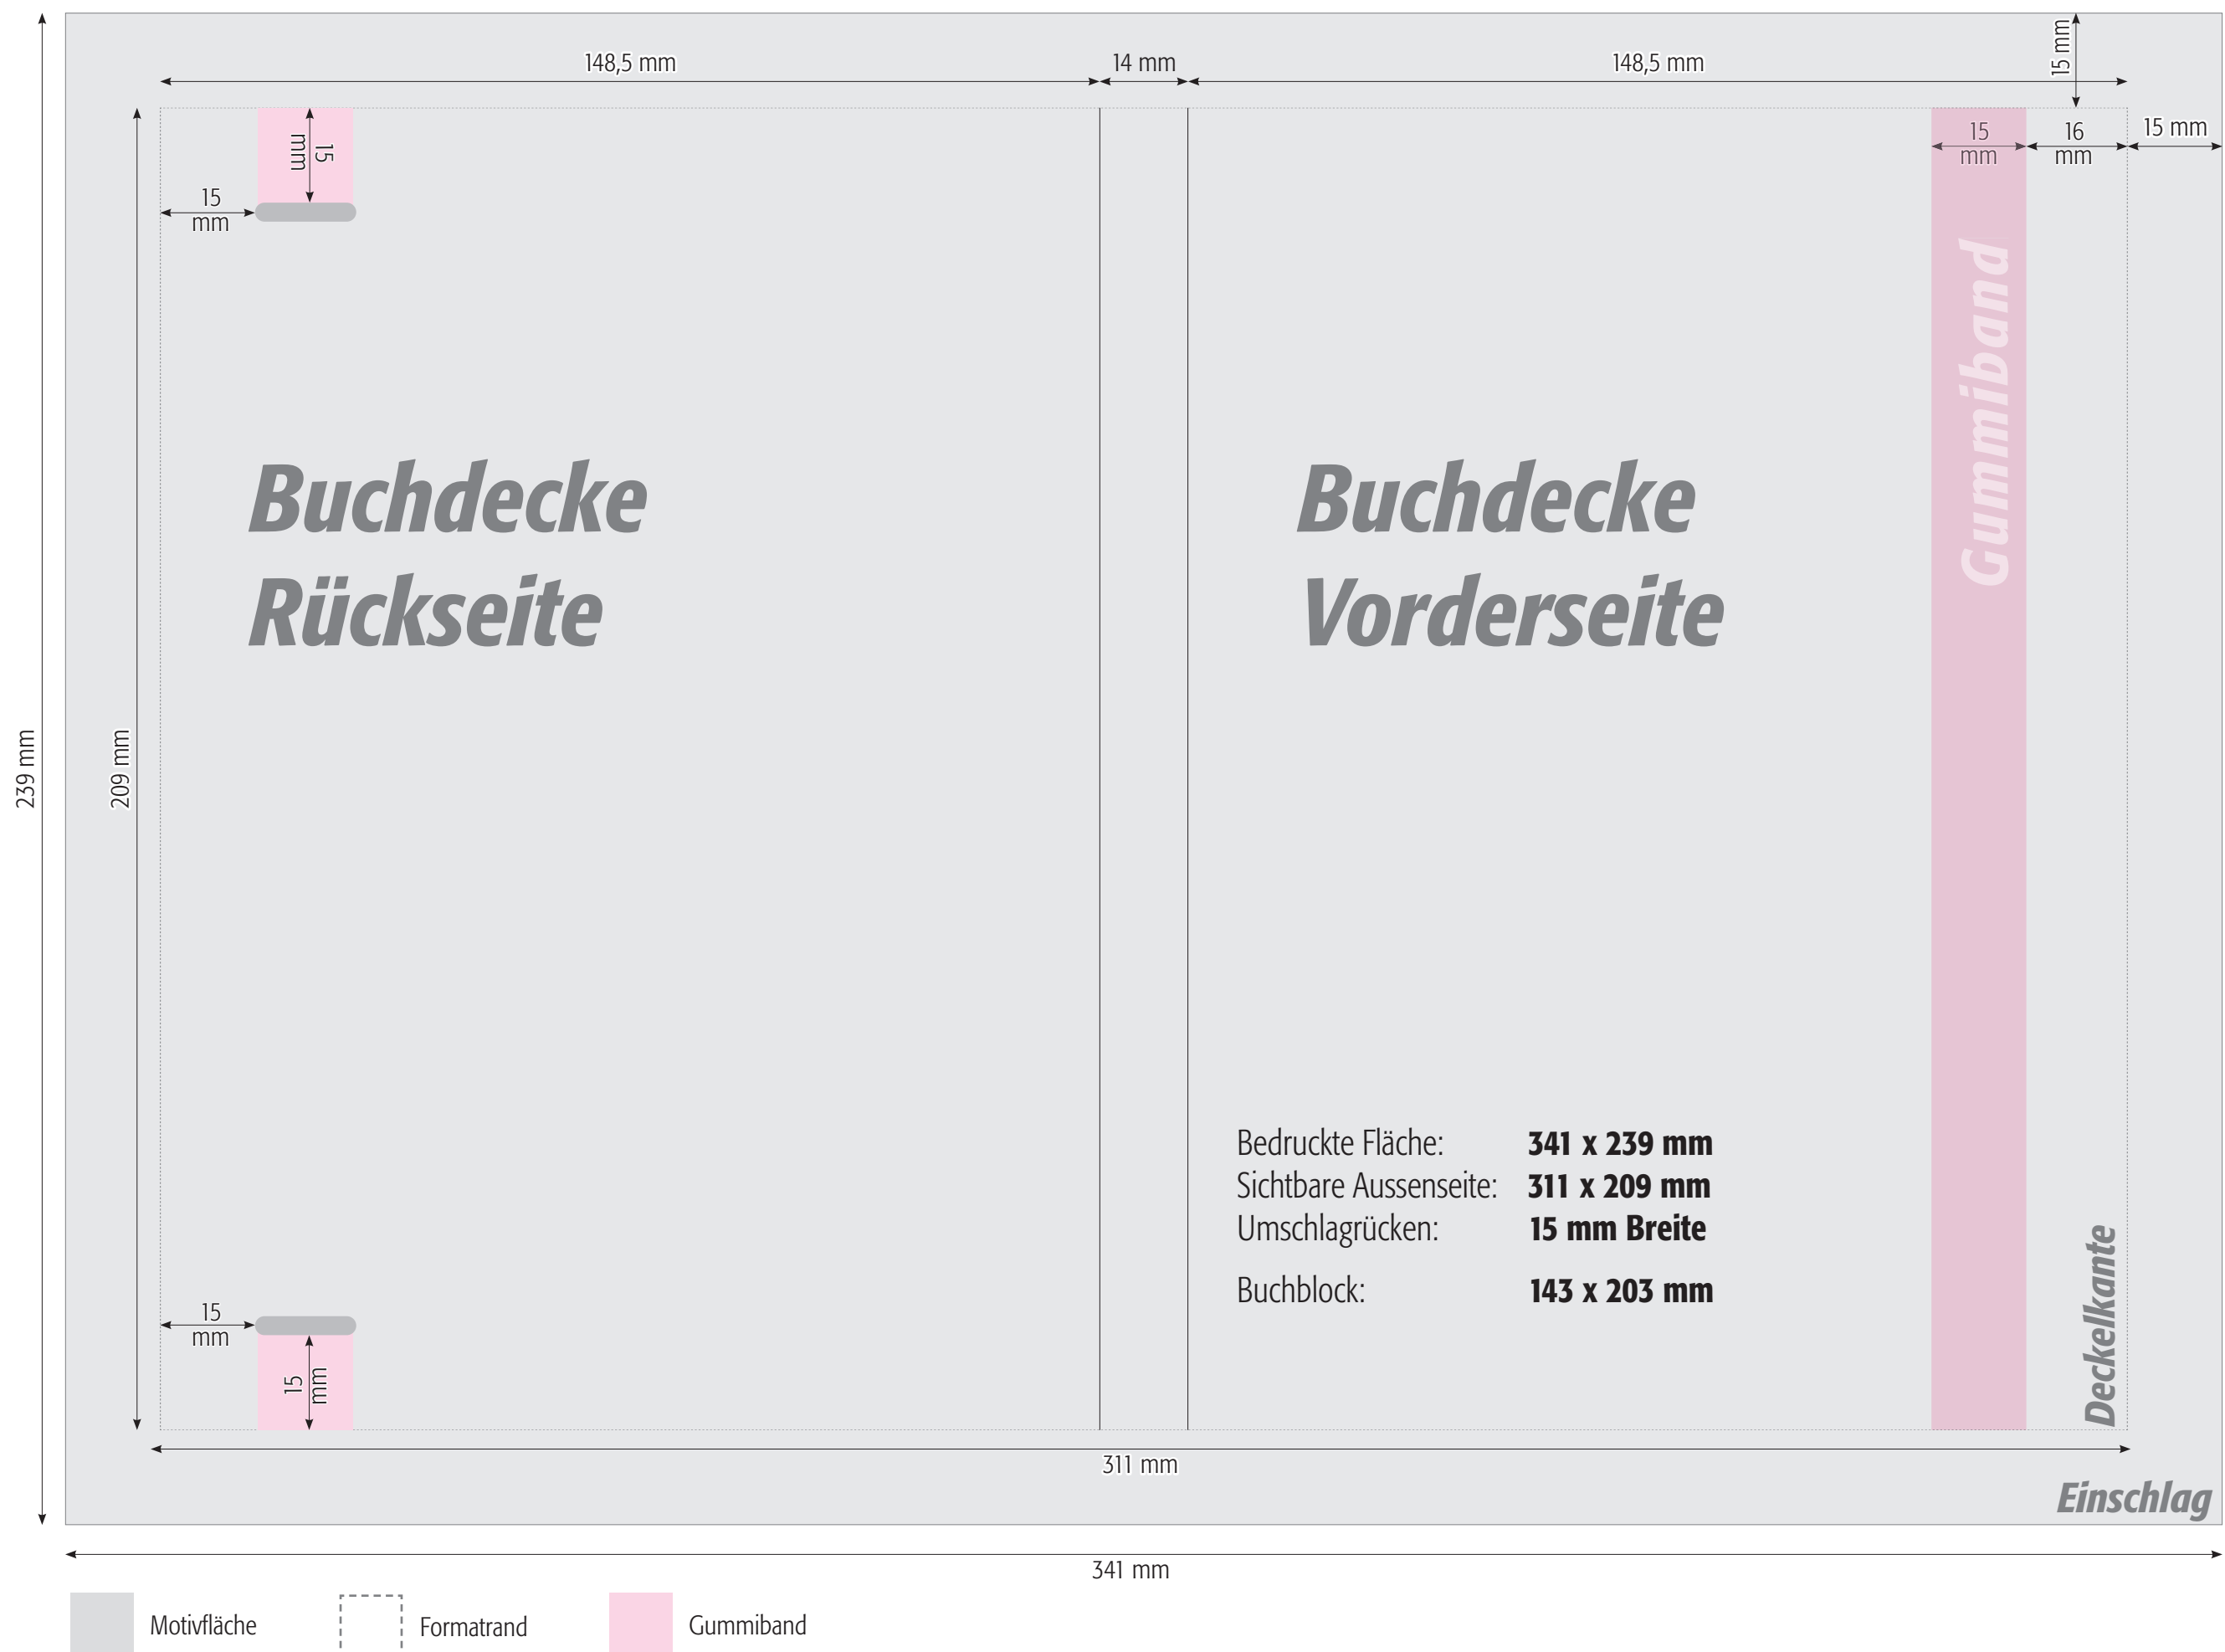 148,5 mm
14 mm
148,5 mm
15 mm
15
mm
15
mm
16
mm
15 mm
15
mm
Gummiband
Buchdecke
Rückseite
Buchdecke
Vorderseite
239 mm
209 mm
Bedruckte Fläche: 341 x 239 mm
Sichtbare Aussenseite: 311 x 209 mm
Umschlagrücken: 15 mm Breite
Buchblock: 143 x 203 mm
Deckelkante
15
mm
15
mm
311 mm
Einschlag
341 mm
Motivfläche
Formatrand
Gummiband